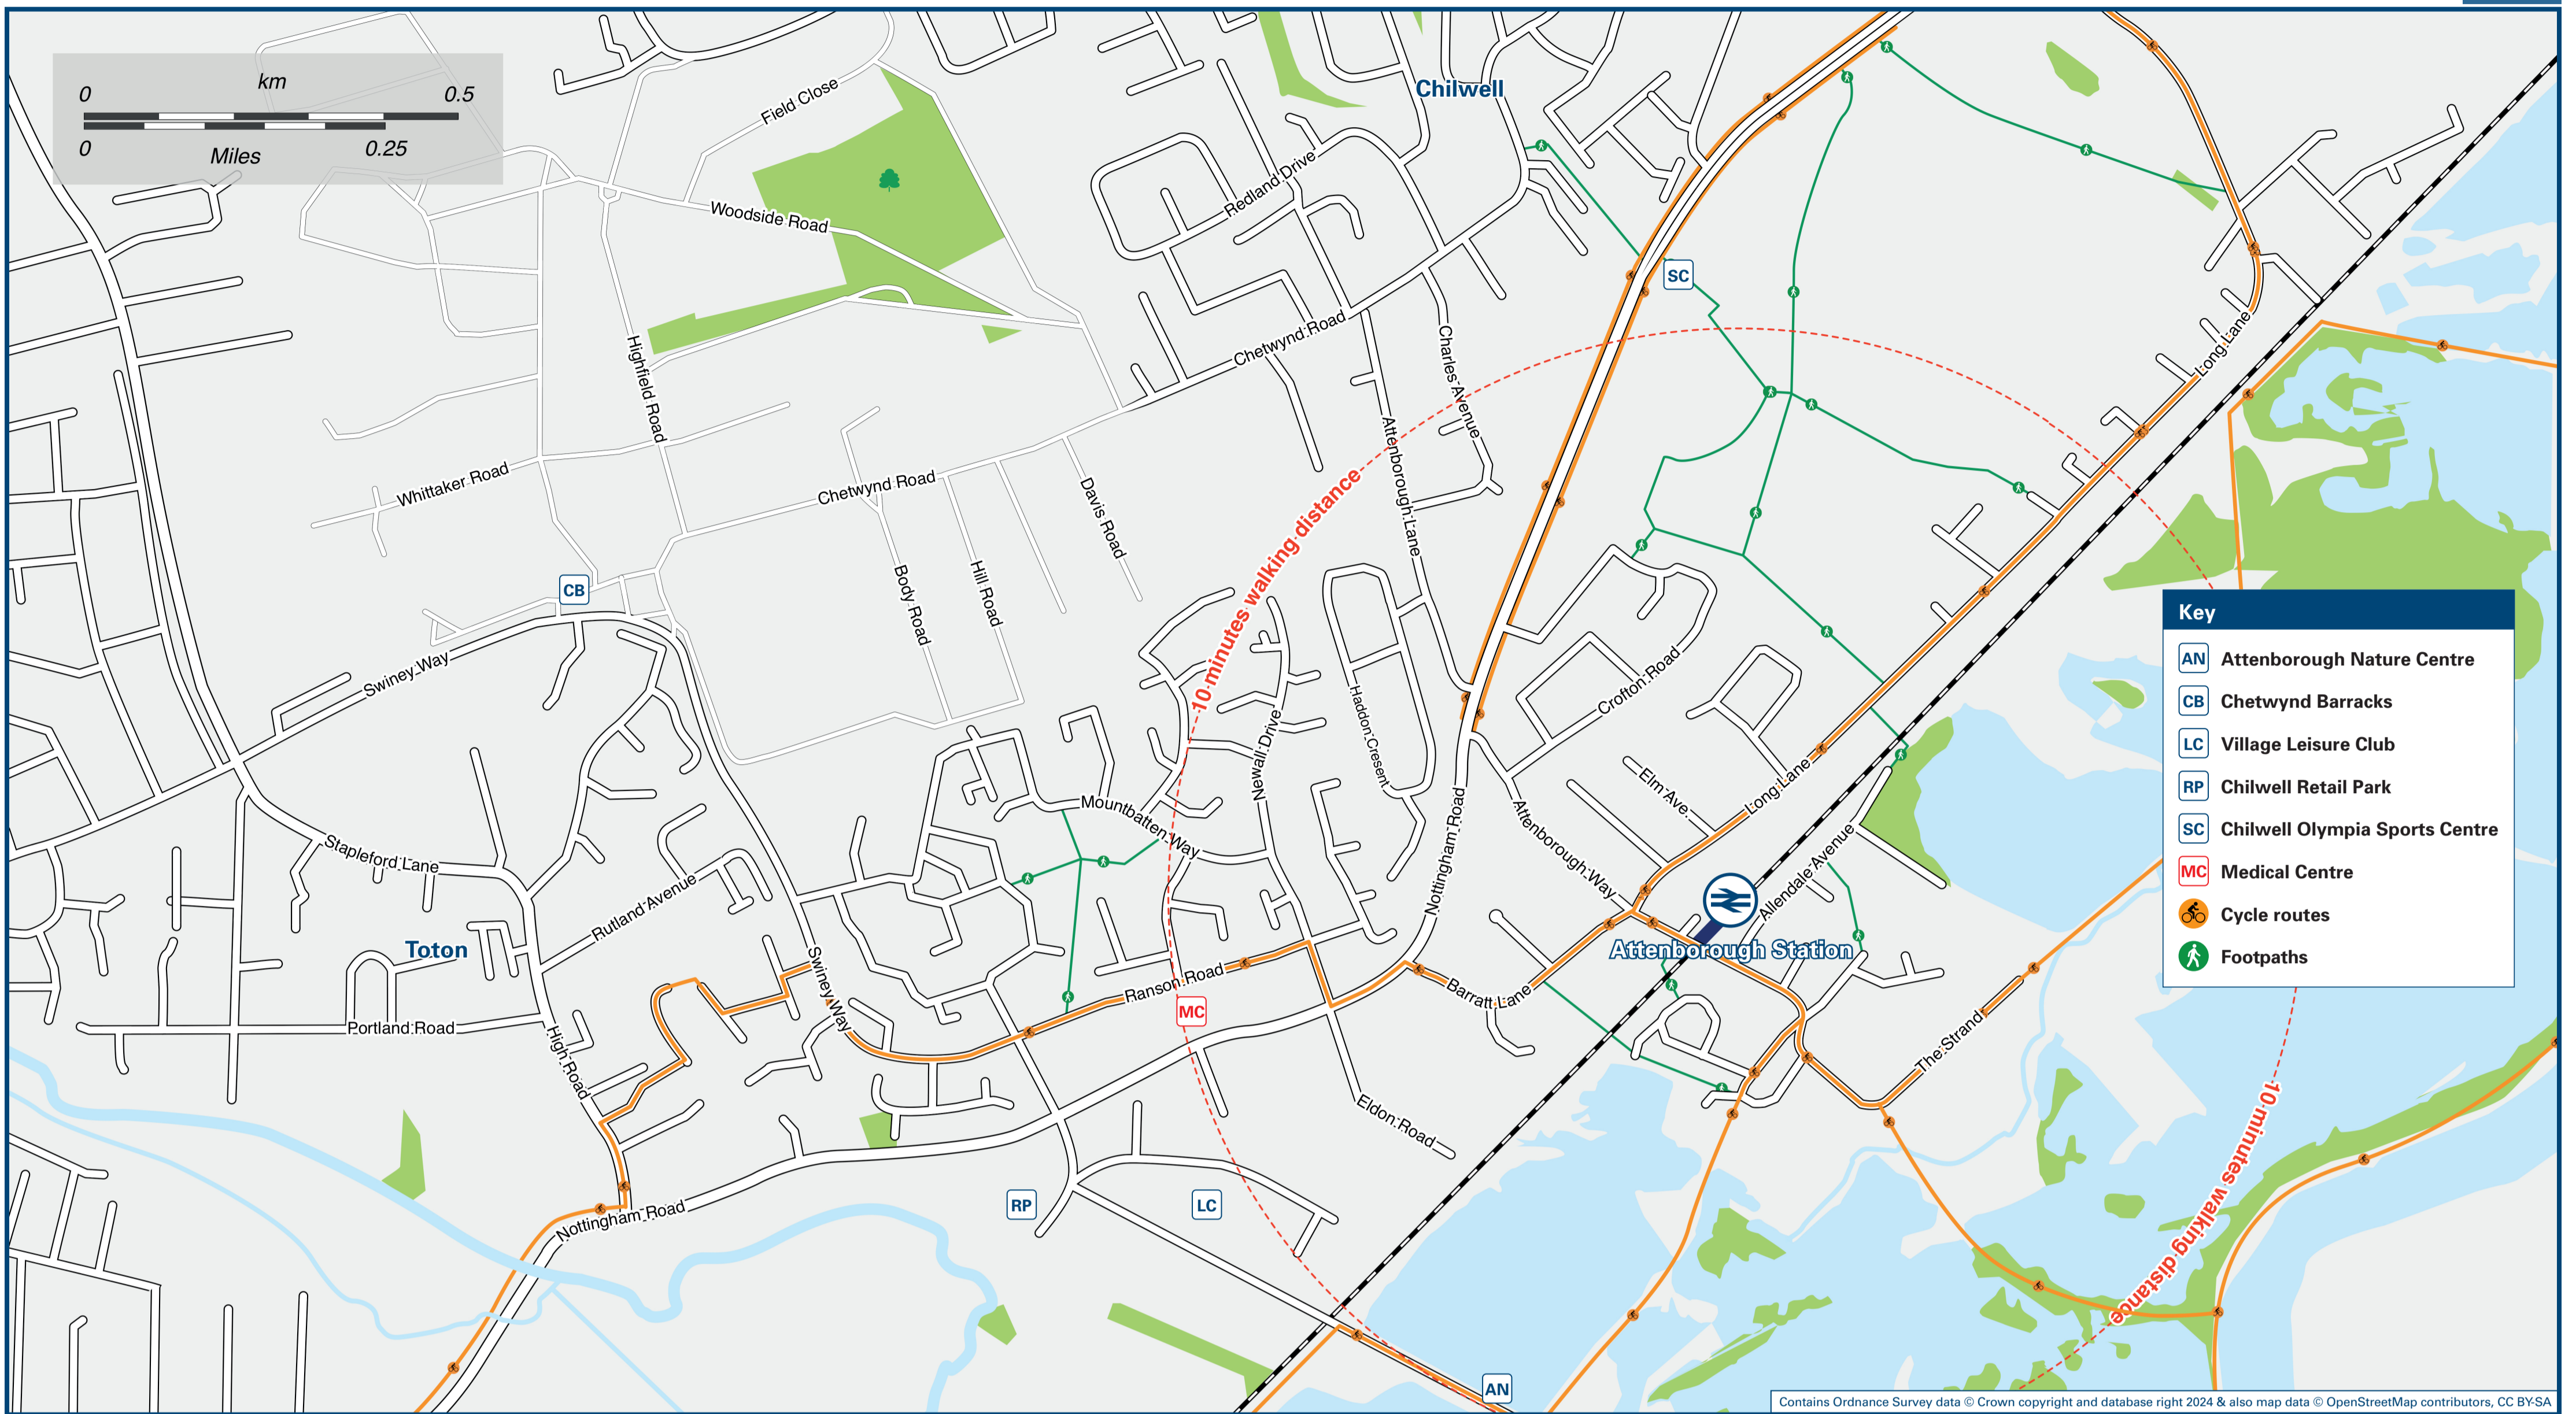 km
0
0.5
0
Miles
0.25
Chilwell
Field Close
Woodside Road
Redland Drive
SC
Highfield Road
Chetwynd Road
Charles Avenue
Long Lane
Attenborough Lane
Whittaker Road
Chetwynd Road
Davis Road
10 minutes walking distance
CB
Body Road
Hill Road
Swiney Way
Haddon Cresent
Crofton Road
Newall Drive
Elm Ave
Long Lane
Mountbatten Way
Nottingham Road
Attenborough Way
Stapleford Lane
Allendale Avenue
Rutland Avenue
Toton
Swiney Way
Attenborough Station
Ranson Road
Barratt Lane
MC
Portland Road
High Road
The Strand
Eldon Road
10 minutes walking distance
Nottingham Road
RP
LC
AN
Key
AN Attenborough Nature Centre
CB Chetwynd Barracks
LC Village Leisure Club
RP Chilwell Retail Park
SC Chilwell Olympia Sports Centre
MC Medical Centre
Cycle routes
Footpaths
Contains Ordnance Survey data © Crown copyright and database right 2024 & also map data © OpenStreetMap contributors, CC BY-SA